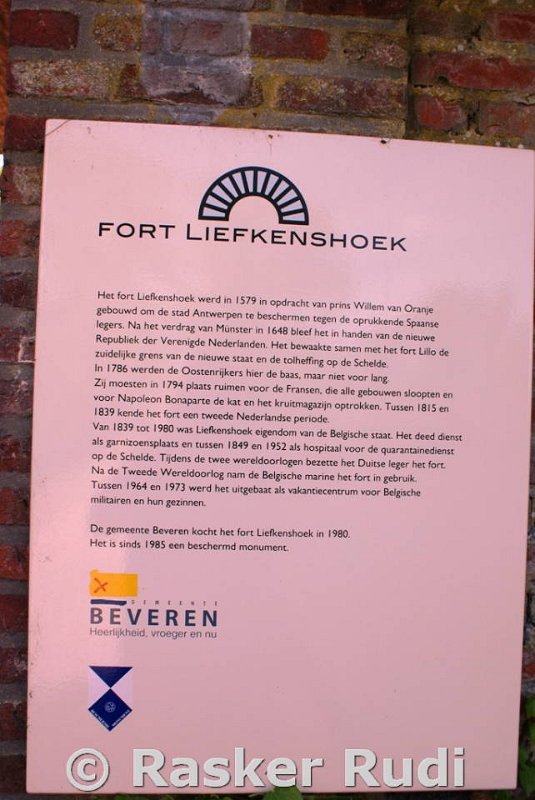 FORT LIEFKENSHOEK
Het fort Liefkenshoek werd in 1579 in opdracht van prins Willem van Oranje
gebouwd om de stad Antwerpen te beschermen tegen de oprukkende Spaanse
legers. Na het verdrag van Münster in 1648 bleef het in handen van de nieuwe
Republiek der Verenigde Nederlanden. Het bewaakte samen met het fort Lillo de
zuidelijke grens van de nieuwe staat en de tolheffing op de Schelde.
In 1786 werden de Oostenrijkers hier de baas, maar niet voor lang.
Zij moesten in 1794 plaats ruimen voor de Fransen, die alle gebouwen sloopten en
voor Napoleon Bonaparte de kat en het kruitmagazijn optrokken. Tussen 1815 en
1839 kende het fort een tweede Nederlandse periode.
Van 1839 tot 1980 was Liefkenshoek eigendom van de Belgische staat. Het deed dienst
als garnizoensplaats en tussen 1849 en 1952 als hospitaal voor de quarantainedienst
op de Schelde. Tijdens de twee wereldoorlogen bezette het Duitse leger het fort.
Na de Tweede Wereldoorlog nam de Belgische marine het fort in gebruik.
Tussen 1964 en 1973 werd het uitgebaat als vakantiecentrum voor Belgische
militairen en hun gezinnen.
De gemeente Beveren kocht het fort Liefkenshoek in 1980.
Het is sinds 1985 een beschermd monument.
GEMEENTE
BEVEREN
Heerlijkheid, vroeger en nu
© Rasker Rudi